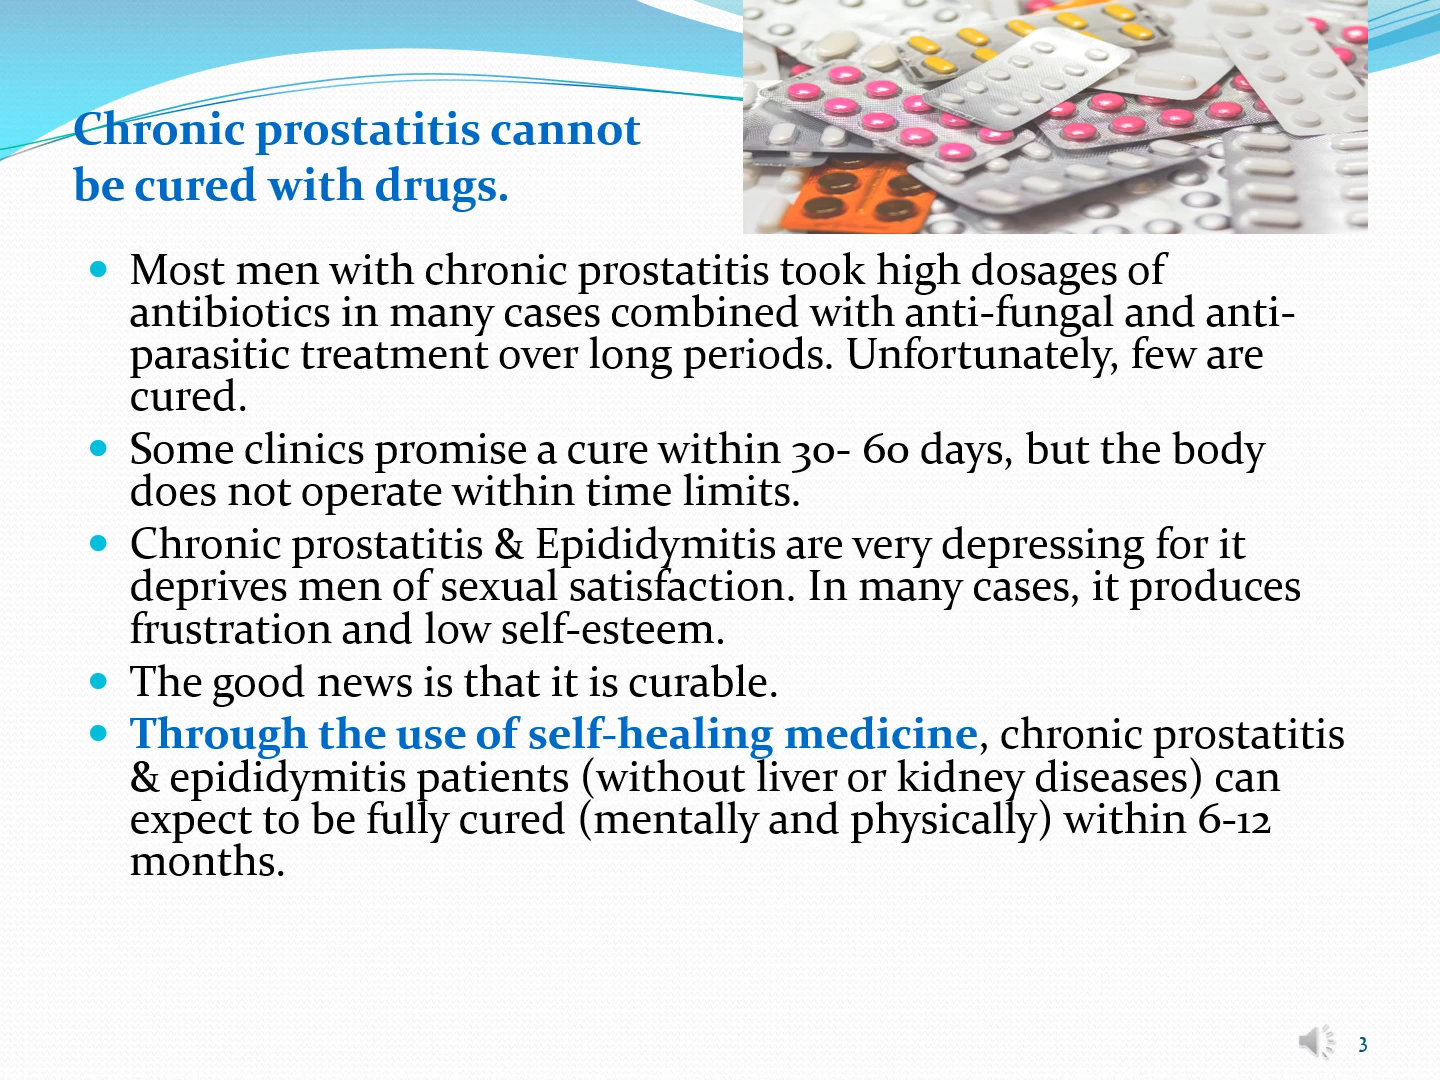 Chronic prostatitis cannot
be cured with drugs.
• Most men with chronic prostatitis took high dosages of
antibiotics in many cases combined with anti-fungal and anti-
parasitic treatment over long periods. Unfortunately, few are
cured.
• Some clinics promise a cure within 30- 60 days, but the body
does not operate within time limits.
• Chronic prostatitis & Epididymitis are very depressing for it
deprives men of sexual satisfaction. In many cases, it produces
frustration and low self-esteem.
• The good news is that it is curable.
• Through the use of self-healing medicine, chronic prostatitis
& epididymitis patients (without liver or kidney diseases) can
expect to be fully cured (mentally and physically) within 6-12
months.
3